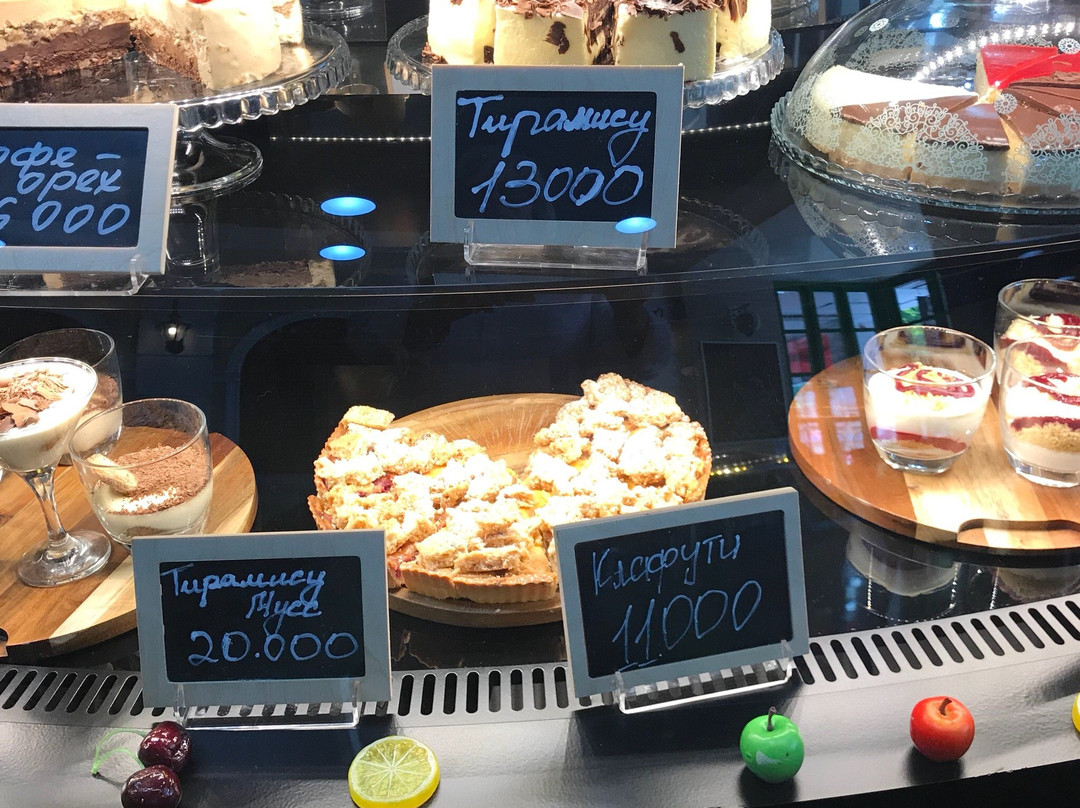 офе -
орех
6000
Тирамису
13000
Тирамису
Мусс
20.000
Клафути
11.000